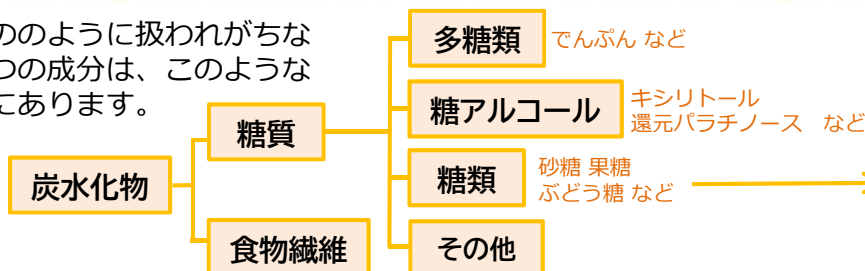 ののように扱われがちな
つの成分は、このような
にあります。
炭水化物
糖質
食物繊維
多糖類
でんぷん など
糖アルコール
キシリトール
還元パラチノース など
糖類
砂糖 果糖
ぶどう糖 など
その他